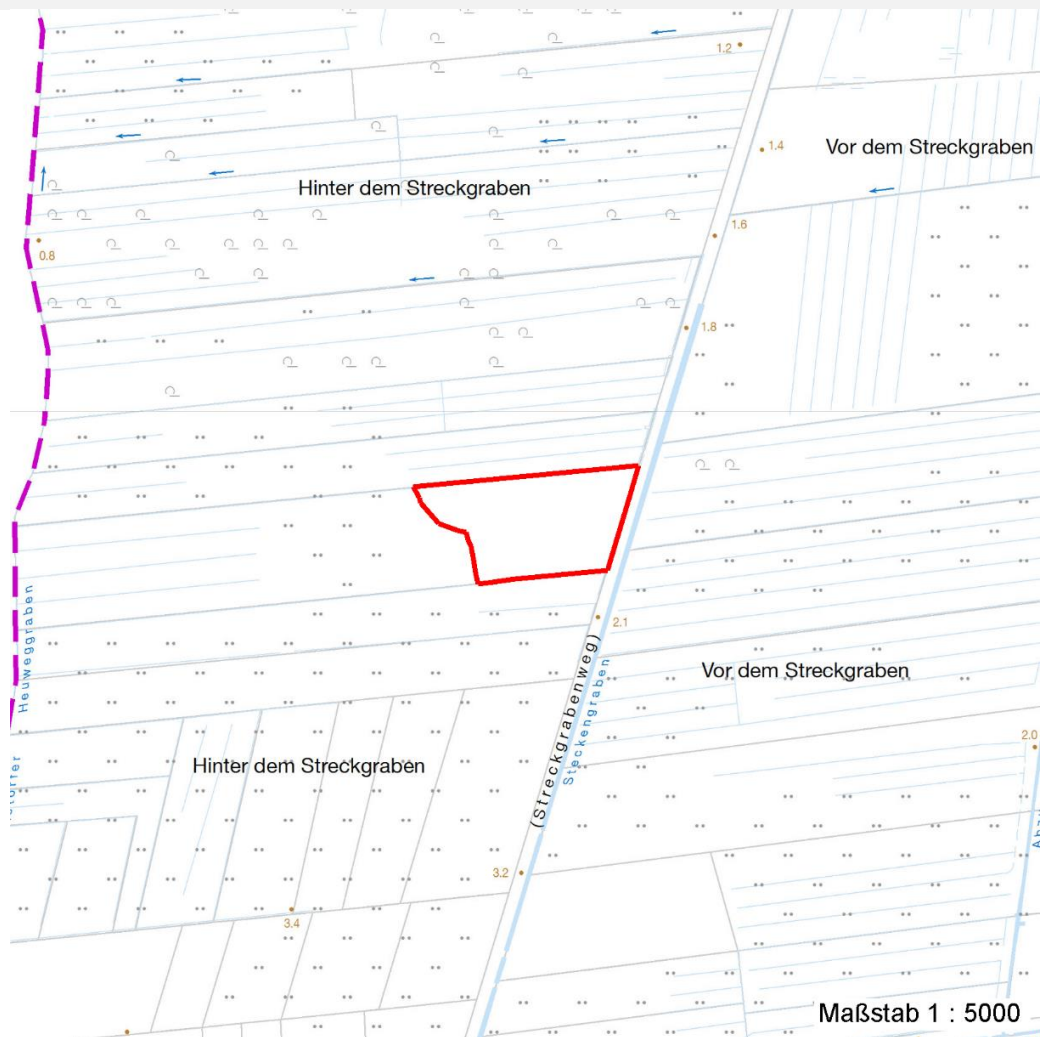 1.2
1.4
Vor dem Streckgraben
Hinter dem Streckgraben
1.6
0.8
1.8
Heuweggraben
2.1
(Streckgrabenweg)
Steckengraben
Vor dem Streckgraben
2.0
Hinter dem Streckgraben
3.2
3.4
Maßstab 1 : 5000